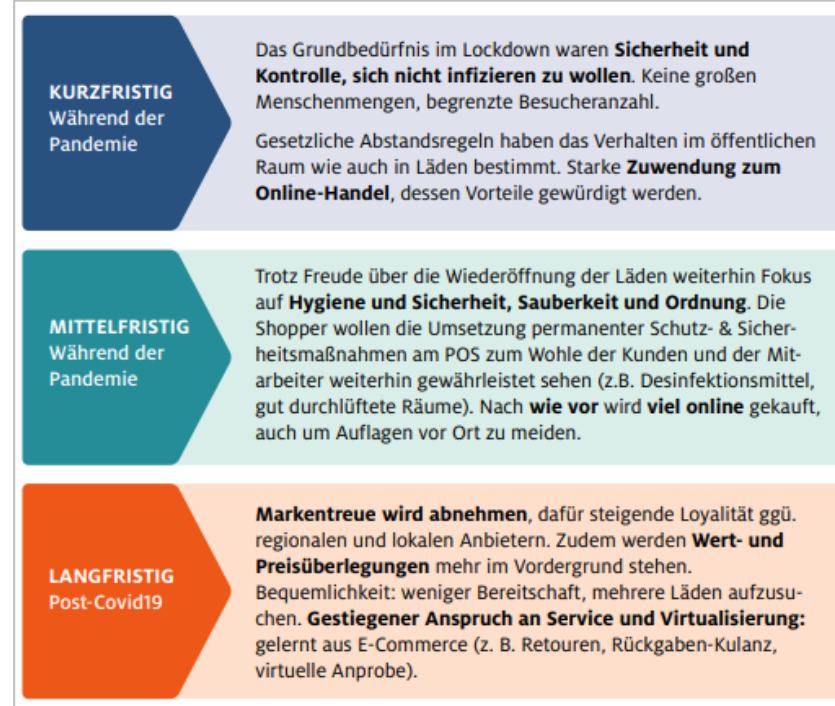 KURZFRISTIG
Während der
Pandemie
Das Grundbedürfnis im Lockdown waren Sicherheit und
Kontrolle, sich nicht infizieren zu wollen. Keine großen
Menschenmengen, begrenzte Besucheranzahl.
Gesetzliche Abstandsregeln haben das Verhalten im öffentlichen
Raum wie auch in Läden bestimmt. Starke Zuwendung zum
Online-Handel, dessen Vorteile gewürdigt werden.
MITTELFRISTIG
Während der
Pandemie
Trotz Freude über die Wiederöffnung der Läden weiterhin Fokus
auf Hygiene und Sicherheit, Sauberkeit und Ordnung. Die
Shopper wollen die Umsetzung permanenter Schutz- & Sicher-
heitsmaßnahmen am POS zum Wohle der Kunden und der Mit-
arbeiter weiterhin gewährleistet sehen (z.B. Desinfektionsmittel,
gut durchlüftete Räume). Nach wie vor wird viel online gekauft,
auch um Auflagen vor Ort zu meiden.
LANGFRISTIG
Post-Covid19
Markentreue wird abnehmen, dafür steigende Loyalität ggü.
regionalen und lokalen Anbietern. Zudem werden Wert- und
Preisüberlegungen mehr im Vordergrund stehen.
Bequemlichkeit: weniger Bereitschaft, mehrere Läden aufzusu-
chen. Gestiegener Anspruch an Service und Virtualisierung:
gelernt aus E-Commerce (z. B. Retouren, Rückgaben-Kulanz,
virtuelle Anprobe).